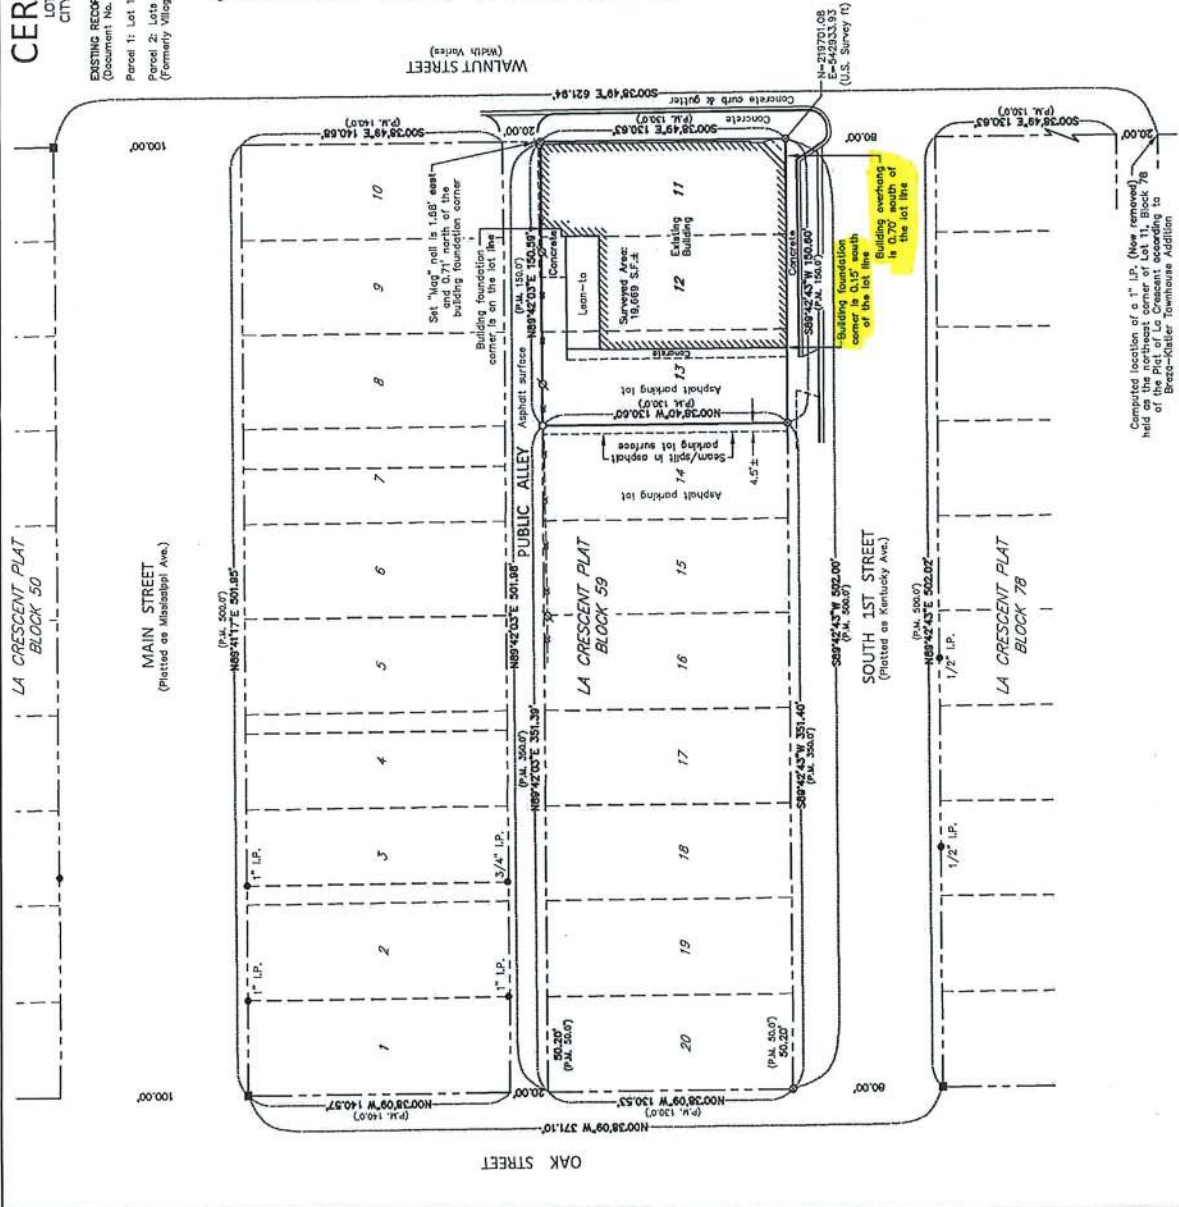 CER
LOT
CITY
EXISTING RECOR
(Document No.
Parcel 1: Lot 1
Parcel 2: Lots
(Formerly Villag
WALNUT STREET
(Width Varies)
S00°38'49"E 621.94'
Concrete curb & gutter
Concrete
N=219701.08
E=542933.93
(U.S. Survey ft)
LA CRESCENT PLAT
BLOCK 50
100.00'
100.00'
MAIN STREET
(Platted as Mississippi Ave.)
(P.M. 500.0')
N89°41'17"E 501.95'
S00°38'49"E 140.68'
(P.M. 140.0')
20.00'
S00°38'49"E 130.63'
(P.M. 130.0')
80.00'
S00°38'49"E 130.63'
(P.M. 130.0')
20.00'
1
2
3
4
5
6
7
8
9
10
1" I.P.
1" I.P.
1" I.P.
3/4" I.P.
Set "Mag" nail is 1.68' east
and 0.71' north of the
building foundation corner
Building foundation
corner is on the lot line
(P.M. 150.0')
N89°42'03"E 150.59'
Concrete
Asphalt surface
PUBLIC ALLEY
N89°42'03"E 501.98'
(P.M. 350.0')
N89°42'03"E 351.39'
Lean-to
Surveyed Area:
19,669 S.F.±
Existing
Building
11
12
13
14
15
16
17
18
19
20
Concrete
Asphalt parking lot
N00°38'40"W 130.60'
(P.M. 130.0')
Seam/split in asphalt
parking lot surface
Asphalt parking lot
4.5'±
LA CRESCENT PLAT
BLOCK 59
50.20'
(P.M. 50.0')
(P.M. 50.0')
50.20'
Concrete
S89°42'43"W 150.60'
(P.M. 150.0')
Building foundation
corner is 0.15' south
of the lot line
Building overhang
is 0.70' south of
the lot line
S89°42'43"W 351.40'
(P.M. 350.0')
S89°42'43"W 502.00'
(P.M. 500.0')
SOUTH 1ST STREET
(Platted as Kentucky Ave.)
80.00'
(P.M. 500.0')
N89°42'43"E 502.02'
1/2" I.P.
1/2" I.P.
LA CRESCENT PLAT
BLOCK 78
Computed location of a 1" I.P. (Now removed)
held as the northeast corner of Lot 11, Block 78
of the Plat of La Crescent according to
Breza-Kistler Townhouse Addition
N00°38'09"W 140.57'
(P.M. 140.0')
20.00'
N00°38'09"W 130.53'
(P.M. 130.0')
N00°38'09"W 371.10'
OAK STREET